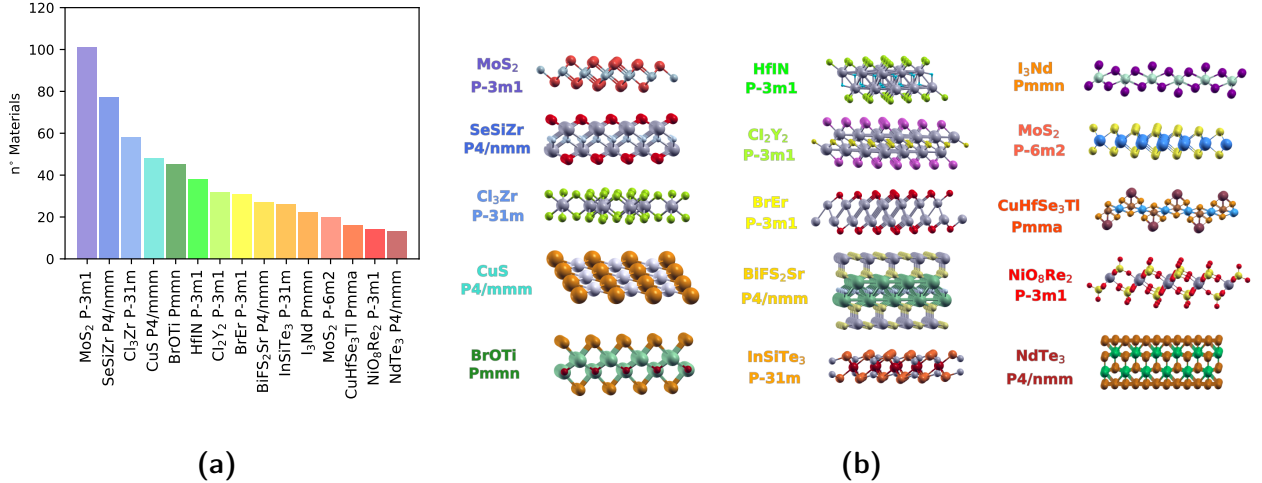 120
100
80
60
40
20
0
n° Materials
MoS₂ P-3m1
SeSiZr P4/nmm
Cl₃Zr P-31m
CuS P4/mmm
BrOTi Pmmn
HfIN P-3m1
Cl₂Y₂ P-3m1
BrEr P-3m1
BiFS₂Sr P4/nmm
InSiTe₃ P-31m
I₃Nd Pmmn
MoS₂ P-6m2
CuHfSe₃Tl Pmma
NiO₈Re₂ P-3m1
NdTe₃ P4/nmm
(a)
MoS₂
P-3m1
SeSiZr
P4/nmm
Cl₃Zr
P-31m
CuS
P4/mmm
BrOTi
Pmmn
HfIN
P-3m1
Cl₂Y₂
P-3m1
BrEr
P-3m1
BiFS₂Sr
P4/nmm
InSiTe₃
P-31m
I₃Nd
Pmmn
MoS₂
P-6m2
CuHfSe₃Tl
Pmma
NiO₈Re₂
P-3m1
NdTe₃
P4/nmm
(b)